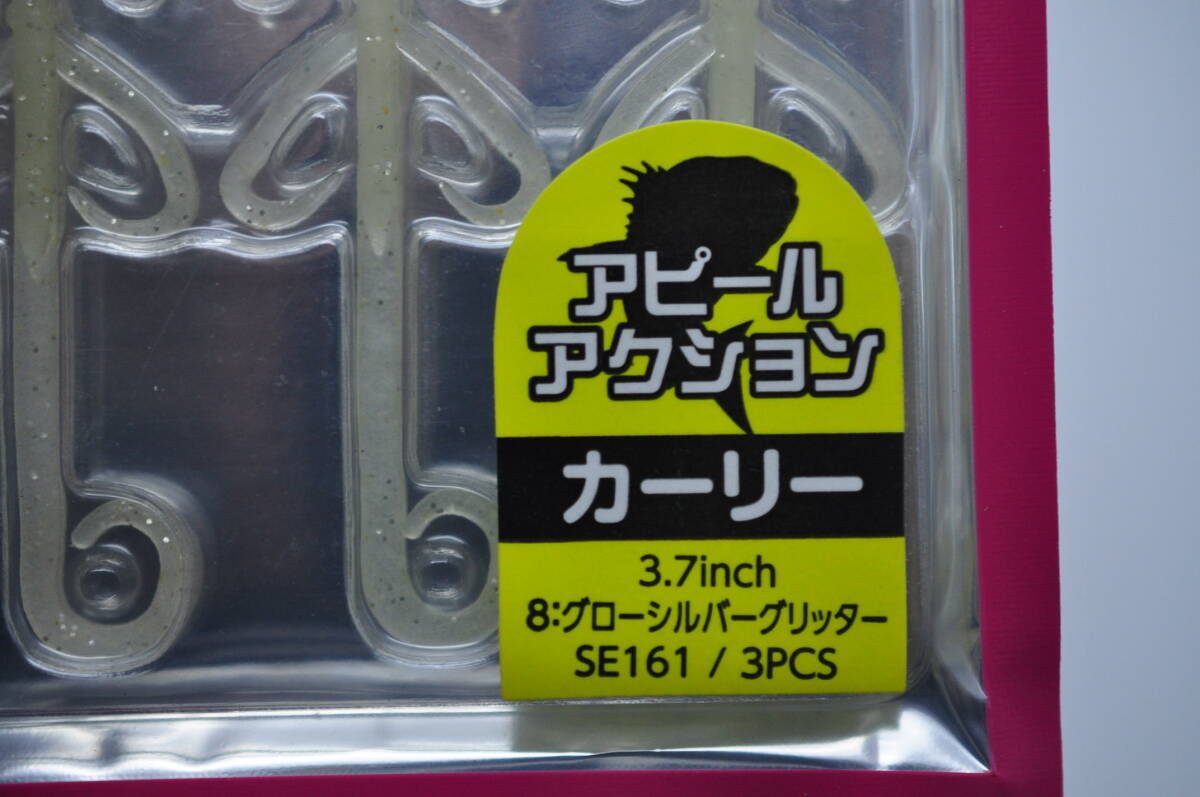 アピール
アクション
カーリー
3.7inch
8:グローシルバーグリッター
SE161 / 3PCS